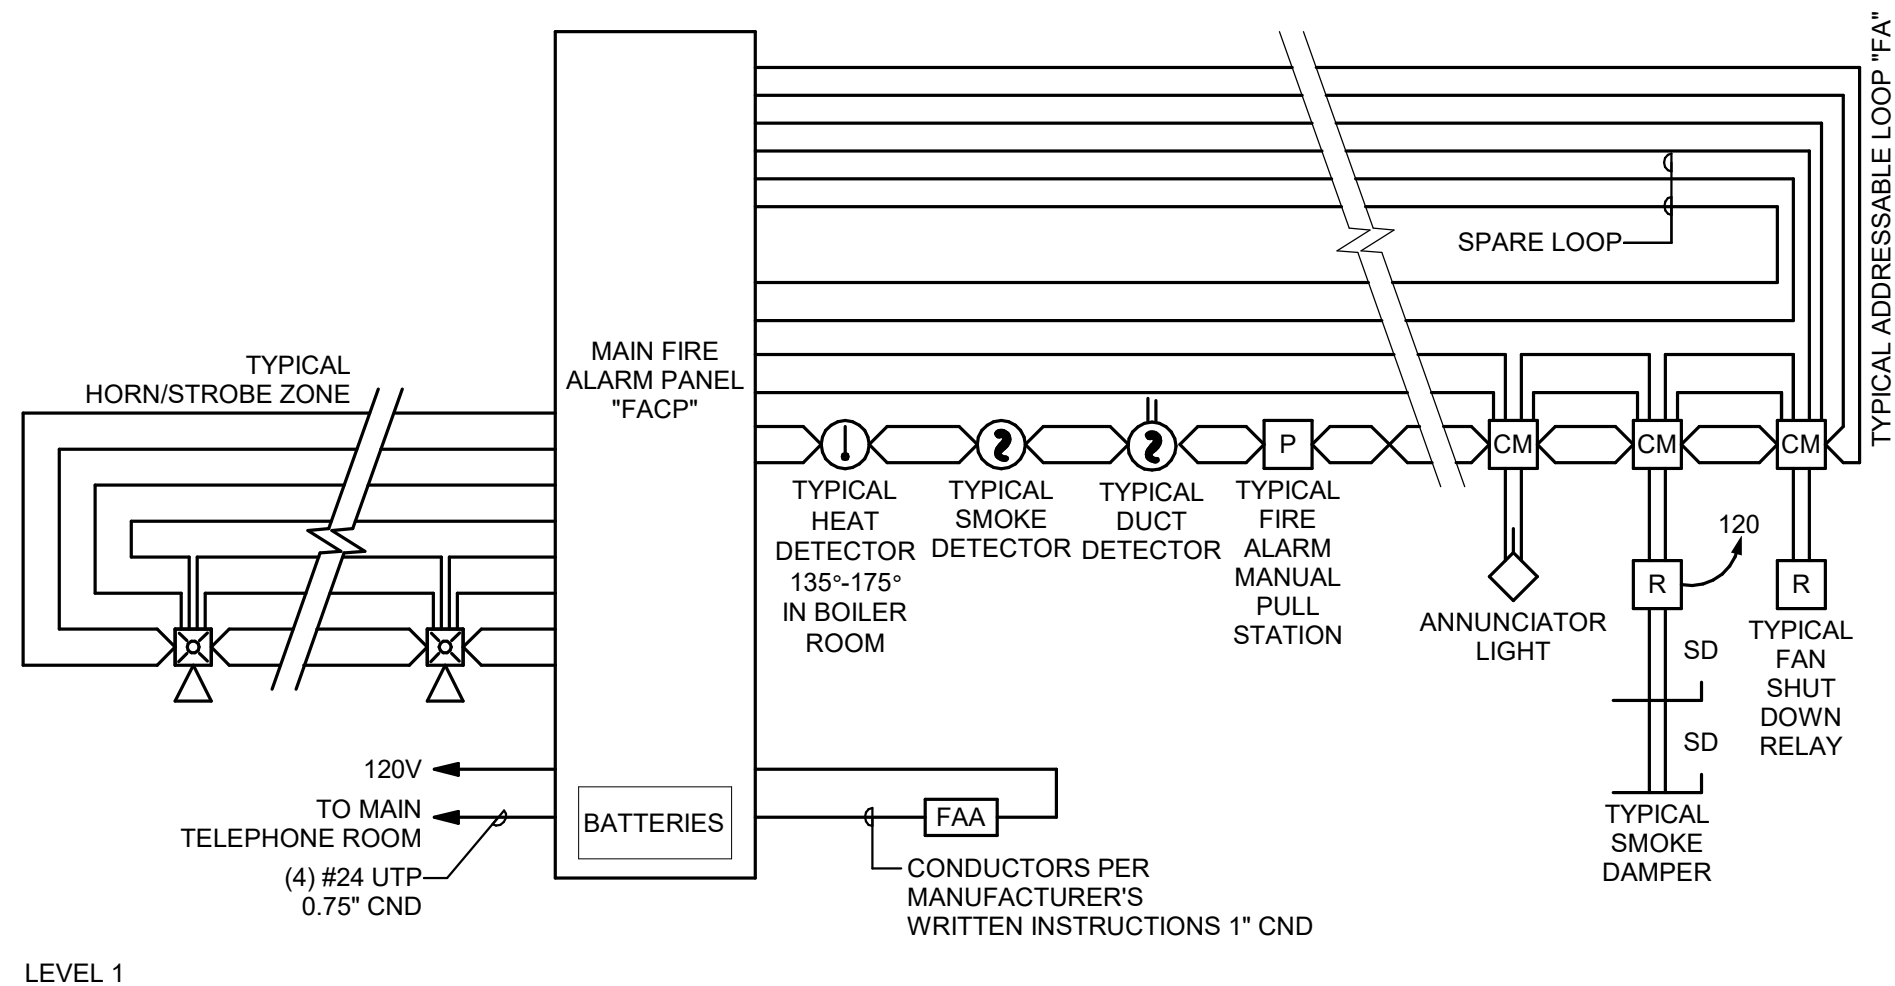 TYPICAL ADDRESSABLE LOOP "FA"
SPARE LOOP
MAIN FIRE
ALARM PANEL
"FACP"
TYPICAL
HORN/STROBE ZONE
P
CM
CM
CM
TYPICAL
HEAT
DETECTOR
135°-175°
IN BOILER
ROOM
TYPICAL
SMOKE
DETECTOR
TYPICAL
DUCT
DETECTOR
TYPICAL
FIRE
ALARM
MANUAL
PULL
STATION
ANNUNCIATOR
LIGHT
120
R
R
SD
SD
TYPICAL
SMOKE
DAMPER
TYPICAL
FAN
SHUT
DOWN
RELAY
120V
TO MAIN
TELEPHONE ROOM
(4) #24 UTP
0.75" CND
BATTERIES
FAA
CONDUCTORS PER
MANUFACTURER'S
WRITTEN INSTRUCTIONS 1" CND
LEVEL 1